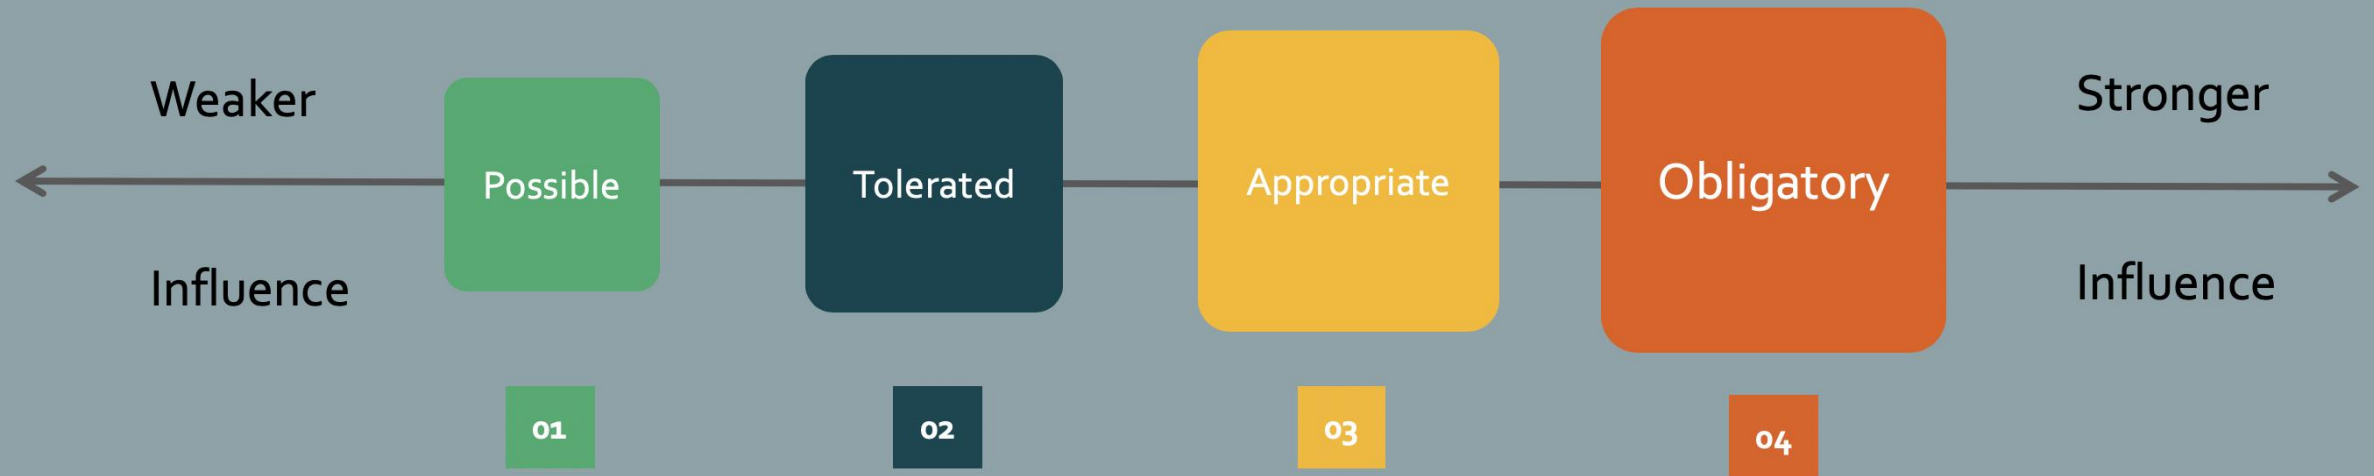 Weaker
Influence
Possible
Tolerated
Appropriate
Obligatory
Stronger
Influence
01
02
03
04